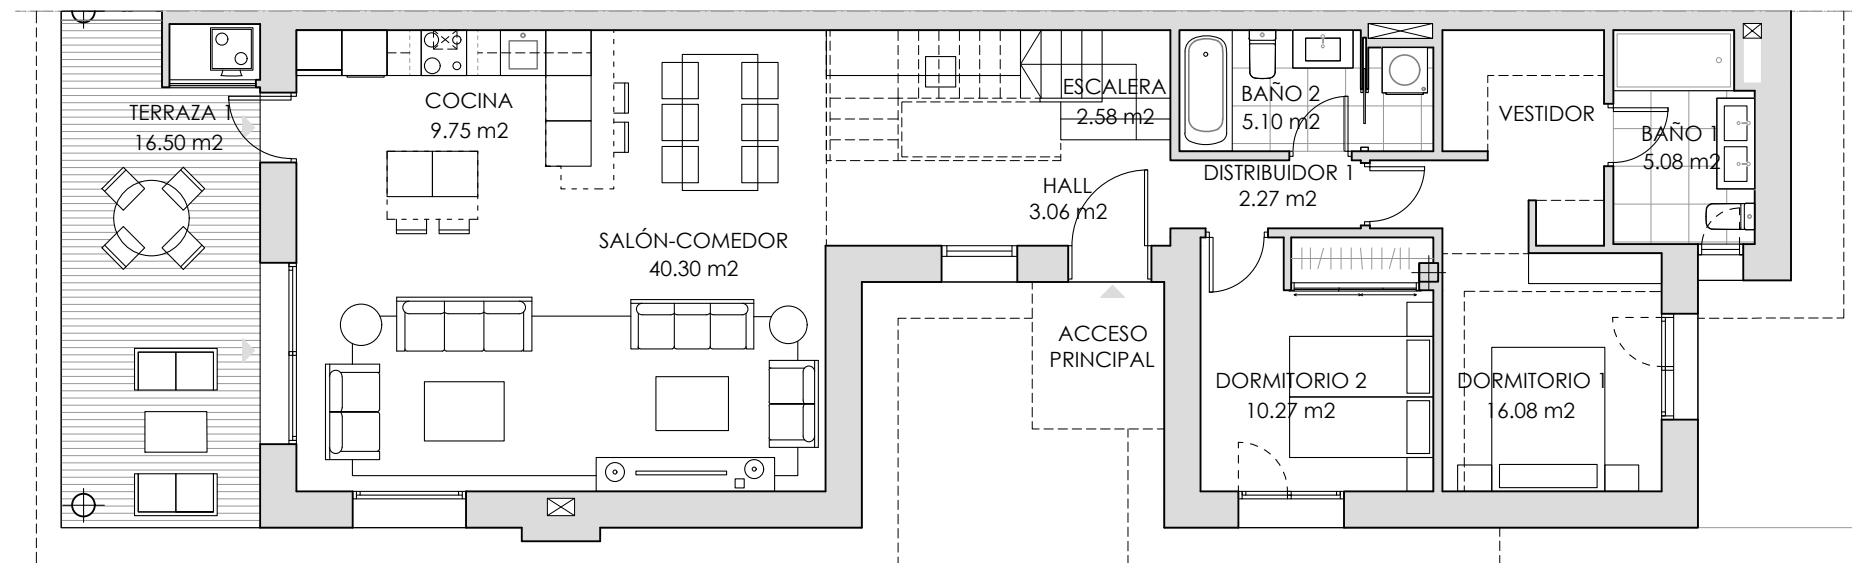 TERRAZA 1
16.50 m2
COCINA
9.75 m2
SALÓN-COMEDOR
40.30 m2
ESCALERA
2.58 m2
HALL
3.06 m2
BAÑO 2
5.10 m2
DISTRIBUIDOR 1
2.27 m2
VESTIDOR
BAÑO 1
5.08 m2
ACCESO
PRINCIPAL
DORMITORIO 2
10.27 m2
DORMITORIO 1
16.08 m2